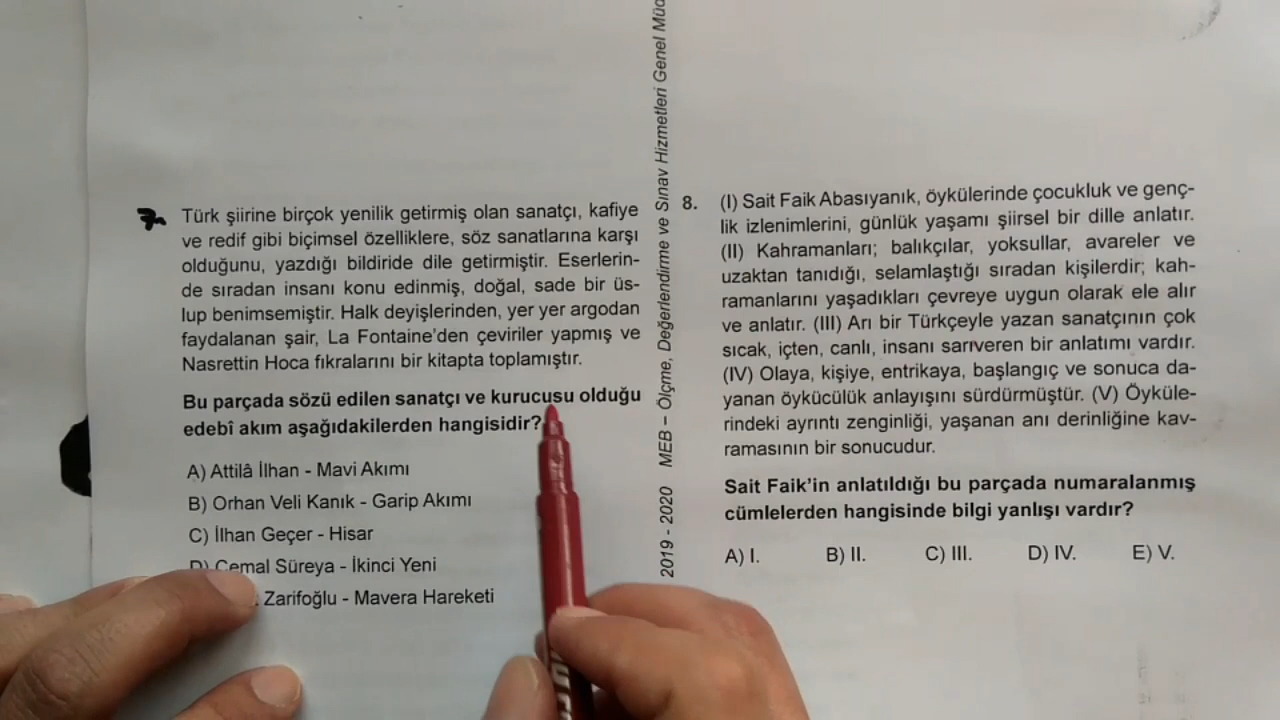 7.
Türk şiirine birçok yenilik getirmiş olan sanatçı, kafiye
ve redif gibi biçimsel özelliklere, söz sanatlarına karşı
olduğunu, yazdığı bildiride dile getirmiştir. Eserlerin-
de sıradan insanı konu edinmiş, doğal, sade bir üs-
lup benimsemiştir. Halk deyişlerinden, yer yer argodan
faydalanan şair, La Fontaine'den çeviriler yapmış ve
Nasrettin Hoca fıkralarını bir kitapta toplamıştır.
Bu parçada sözü edilen sanatçı ve kurucusu olduğu
edebî akım aşağıdakilerden hangisidir?
A) Attilâ İlhan - Mavi Akımı
B) Orhan Veli Kanık - Garip Akımı
C) İlhan Geçer - Hisar
D) Cemal Süreya - İkinci Yeni
Zarifoğlu - Mavera Hareketi
2019 - 2020 MEB – Ölçme, Değerlendirme ve Sınav Hizmetleri Genel
8. (I) Sait Faik Abasıyanık, öykülerinde çocukluk ve genç-
lik izlenimlerini, günlük yaşamı şiirsel bir dille anlatır.
(II) Kahramanları; balıkçılar, yoksullar, avareler ve
uzaktan tanıdığı, selamlaştığı sıradan kişilerdir; kah-
ramanlarını yaşadıkları çevreye uygun olarak ele alır
ve anlatır. (III) Arı bir Türkçeyle yazan sanatçının çok
sıcak, içten, canlı, insanı sarıveren bir anlatımı vardır.
(IV) Olaya, kişiye, entrikaya, başlangıç ve sonuca da-
yanan öykücülük anlayışını sürdürmüştür. (V) Öyküle-
rindeki ayrıntı zenginliği, yaşanan anı derinliğine kav-
ramasının bir sonucudur.
Sait Faik'in anlatıldığı bu parçada numaralanmış
cümlelerden hangisinde bilgi yanlışı vardır?
A) I. B) II. C) III. D) IV. E) V.